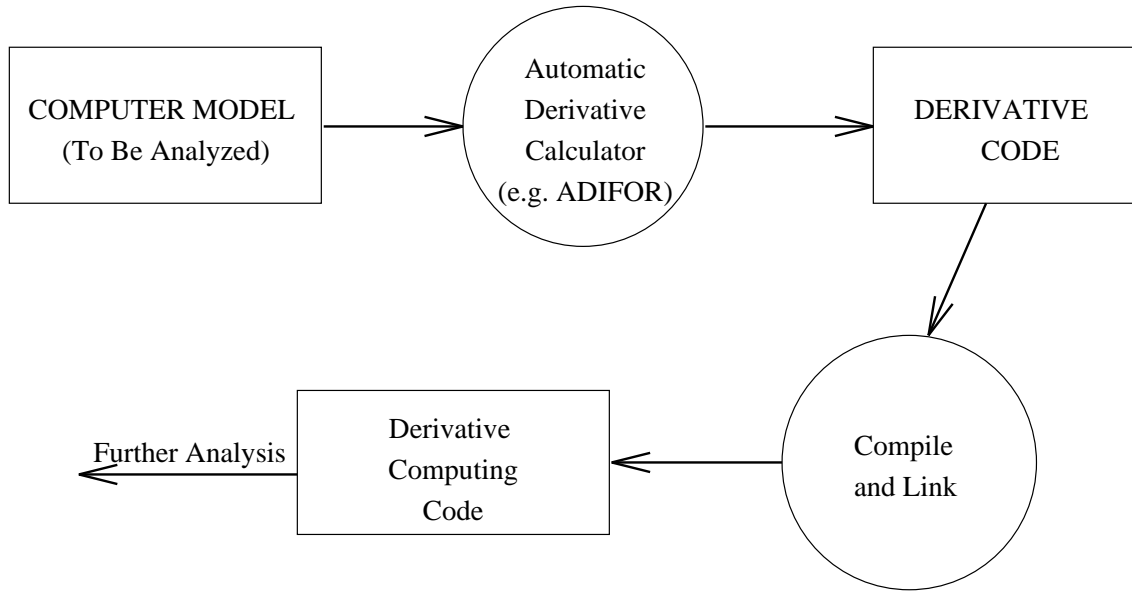 COMPUTER MODEL
(To Be Analyzed)
Automatic
Derivative
Calculator
(e.g. ADIFOR)
DERIVATIVE
CODE
Compile
and Link
Derivative
Computing
Code
Further Analysis